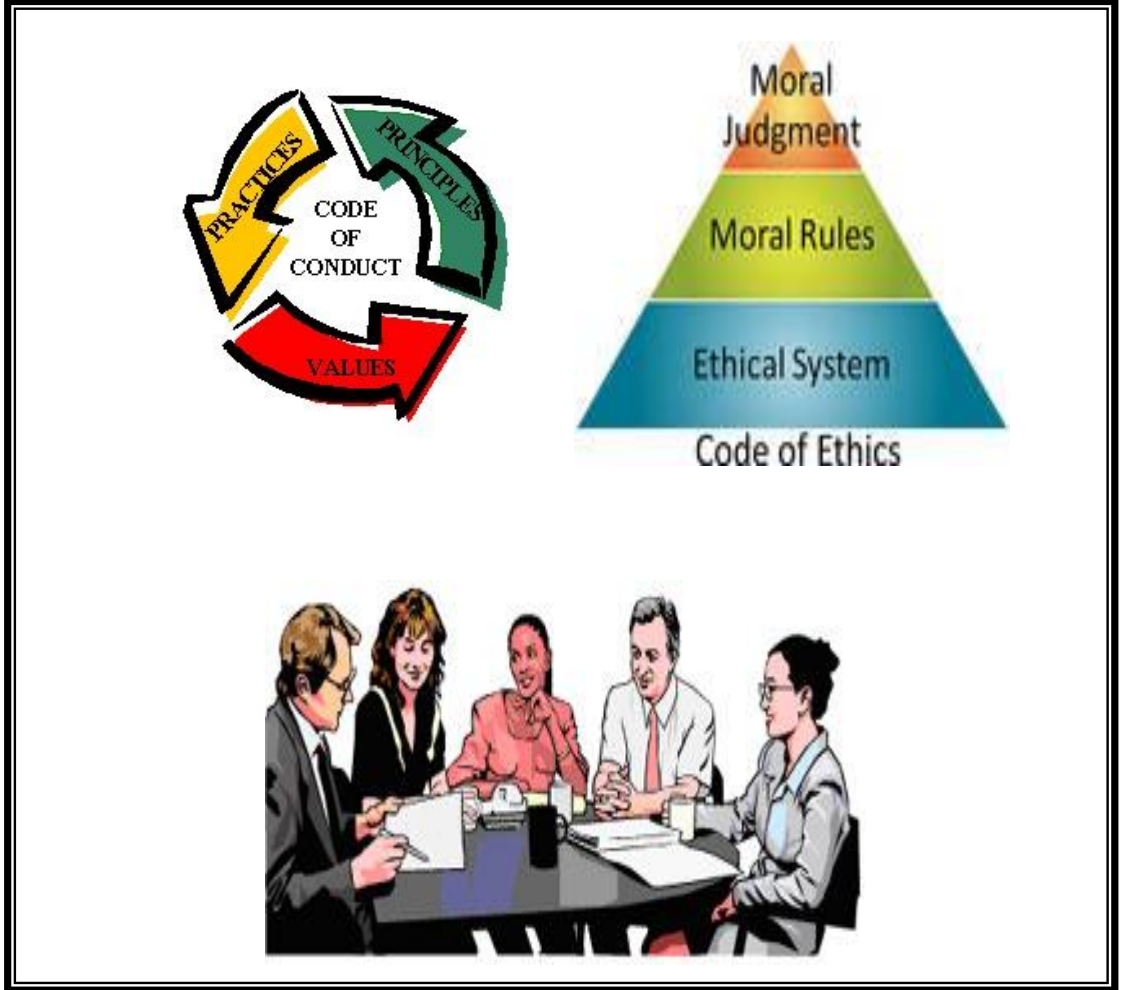 PRACTICES
PRINCIPLES
CODE
OF
CONDUCT
VALUES
Moral
Judgment
Moral Rules
Ethical System
Code of Ethics